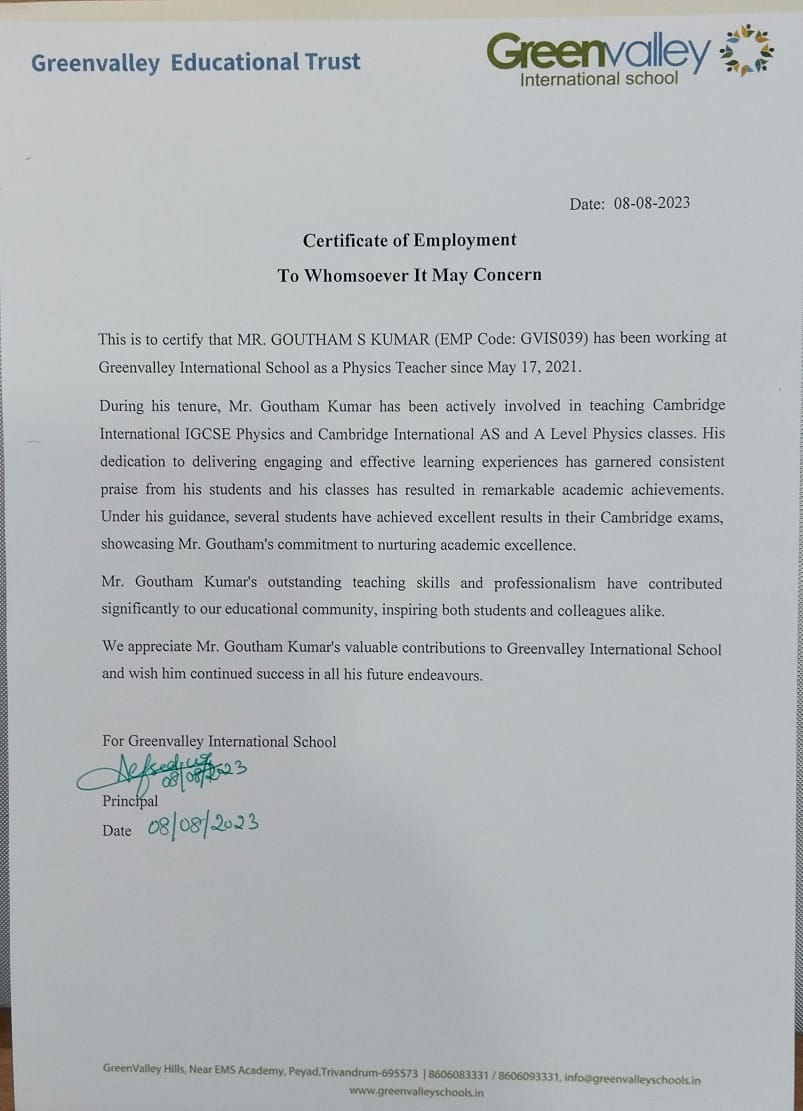 Greenvalley Educational Trust
Greenvalley
International school
Date: 08-08-2023
Certificate of Employment
To Whomsoever It May Concern
This is to certify that MR. GOUTHAM S KUMAR (EMP Code: GVIS039) has been working at
Greenvalley International School as a Physics Teacher since May 17, 2021.
During his tenure, Mr. Goutham Kumar has been actively involved in teaching Cambridge
International IGCSE Physics and Cambridge International AS and A Level Physics classes. His
dedication to delivering engaging and effective learning experiences has garnered consistent
praise from his students and his classes has resulted in remarkable academic achievements.
Under his guidance, several students have achieved excellent results in their Cambridge exams,
showcasing Mr. Goutham's commitment to nurturing academic excellence.
Mr. Goutham Kumar's outstanding teaching skills and professionalism have contributed
significantly to our educational community, inspiring both students and colleagues alike.
We appreciate Mr. Goutham Kumar's valuable contributions to Greenvalley International School
and wish him continued success in all his future endeavours.
For Greenvalley International School
08/08/2023
Principal
Date 08/08/2023
GreenValley Hills, Near EMS Academy, Peyad,Trivandrum-695573 | 8606083331 / 8606093331, info@greenvalleyschools.in
www.greenvalleyschools.in